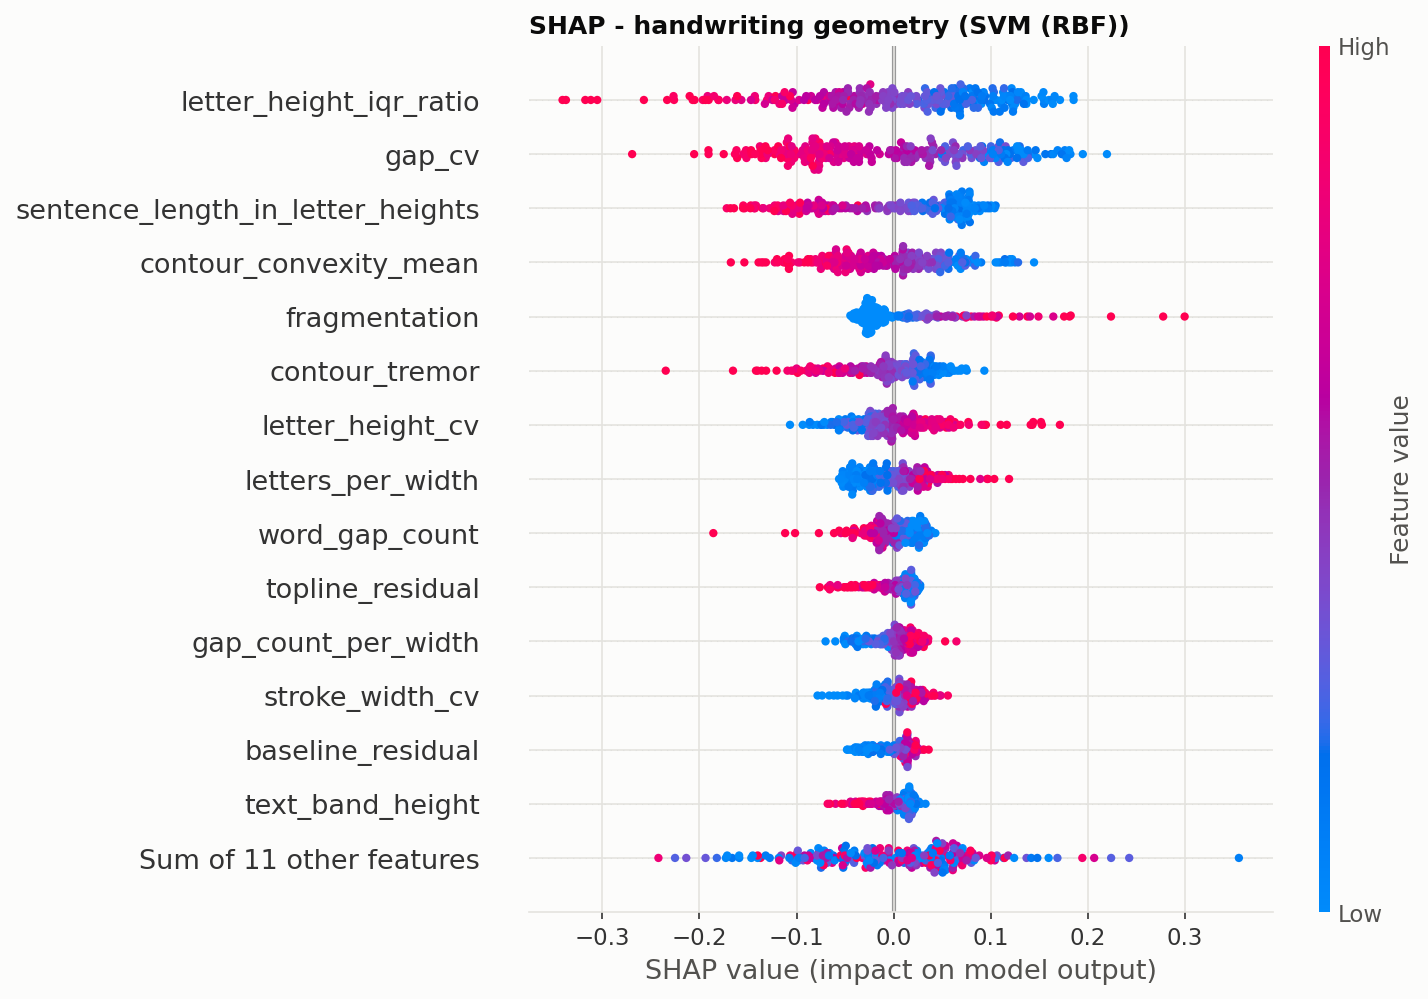 SHAP - handwriting geometry (SVM (RBF))
High
letter_height_iqr_ratio
gap_cv
sentence_length_in_letter_heights
contour_convexity_mean
fragmentation
contour_tremor
letter_height_cv
letters_per_width
word_gap_count
topline_residual
gap_count_per_width
stroke_width_cv
baseline_residual
text_band_height
Sum of 11 other features
Feature value
Low
−0.3 −0.2 −0.1 0.0 0.1 0.2 0.3
SHAP value (impact on model output)